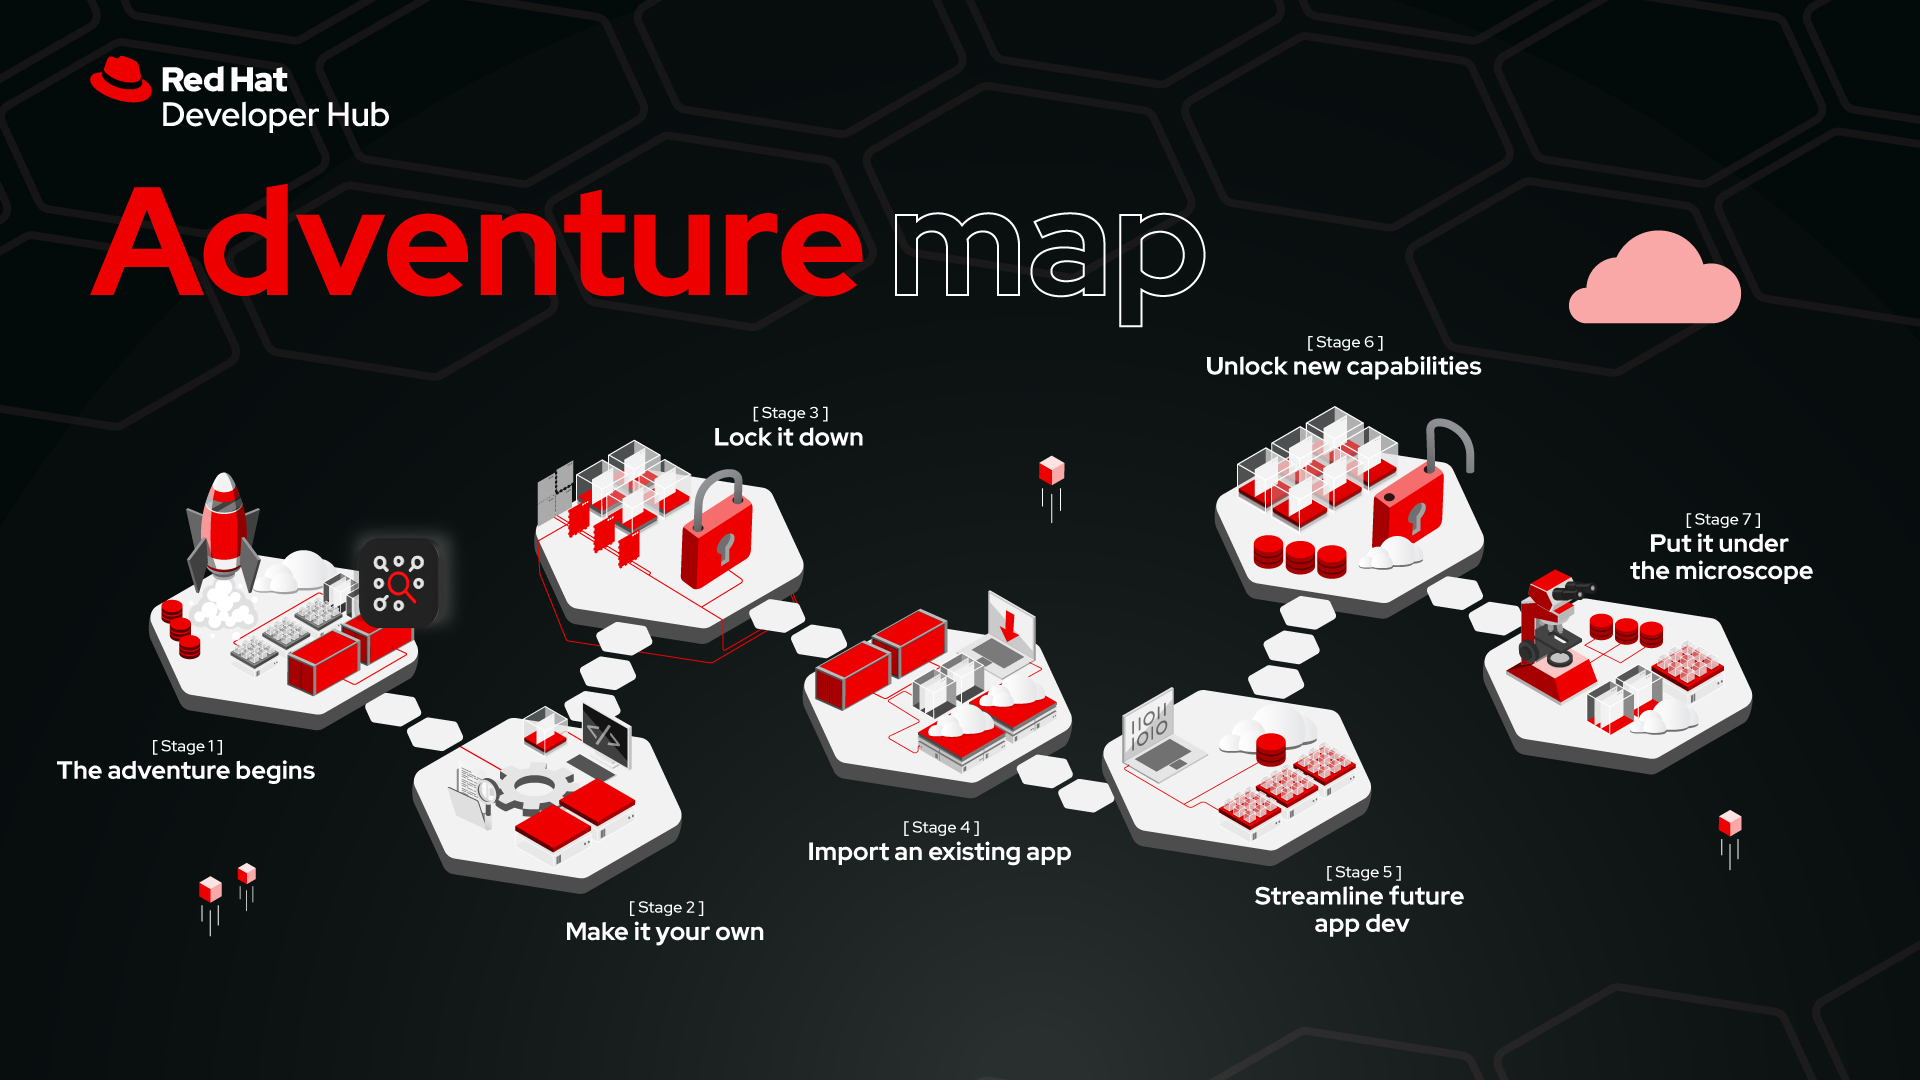 Red Hat
Developer Hub
Adventure map
[ Stage 1 ]
The adventure begins
[ Stage 2 ]
Make it your own
[ Stage 3 ]
Lock it down
[ Stage 4 ]
Import an existing app
[ Stage 5 ]
Streamline future
app dev
[ Stage 6 ]
Unlock new capabilities
[ Stage 7 ]
Put it under
the microscope
</>
11011
01010